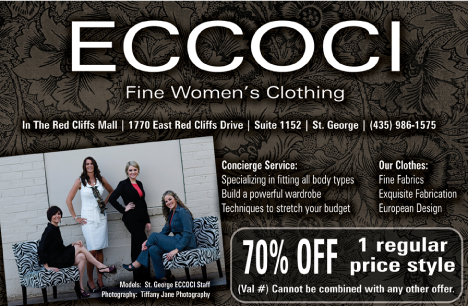 ECCOCI
Fine Women's Clothing
In The Red Cliffs Mall | 1770 East Red Cliffs Drive | Suite 1152 | St. George | (435) 986-1575
Concierge Service:
Specializing in fitting all body types
Build a powerful wardrobe
Techniques to stretch your budget
Our Clothes:
Fine Fabrics
Exquisite Fabrication
European Design
70% OFF
1 regular
price style
(Val #) Cannot be combined with any other offer.
Models: St. George ECCOCI Staff
Photography: Tiffany Jane Photography